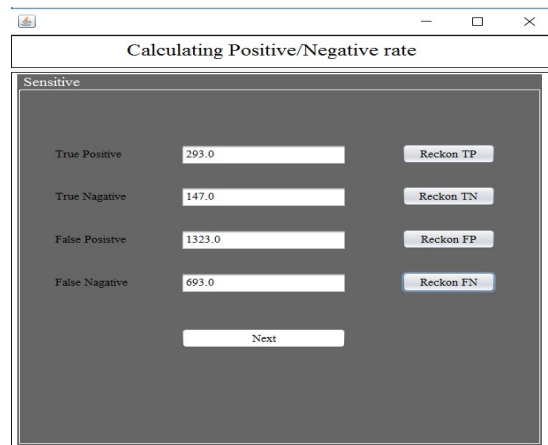 Calculating Positive/Negative rate
Sensitive
True Positive 293.0 Reckon TP
True Nagative 147.0 Reckon TN
False Posistve 1323.0 Reckon FP
False Nagative 693.0 Reckon FN
Next